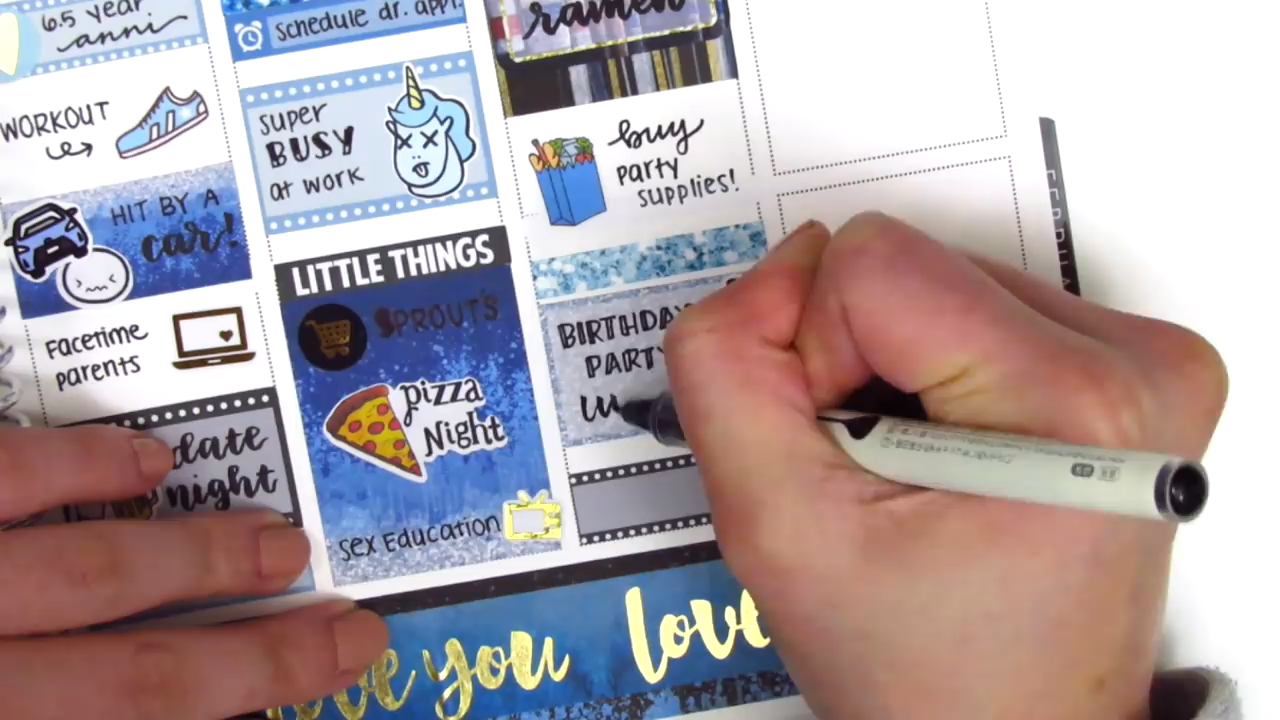 6.5 year
anni
WORKOUT
HIT BY A
car!
Facetime
parents
date
night
schedule dr. appt.
super
BUSY
at work
LITTLE THINGS
SPROUT'S
pizza
Night
Sex Education
ramen
buy
party
supplies!
BIRTHDAY
PARTY
you love